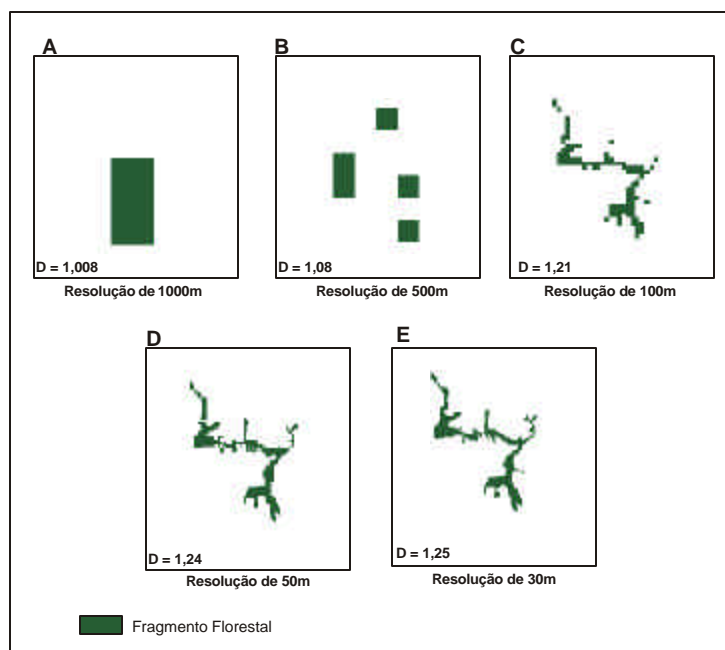 A
D = 1,008
Resolução de 1000m
B
D = 1,08
Resolução de 500m
C
D = 1,21
Resolução de 100m
D
D = 1,24
Resolução de 50m
E
D = 1,25
Resolução de 30m
Fragmento Florestal